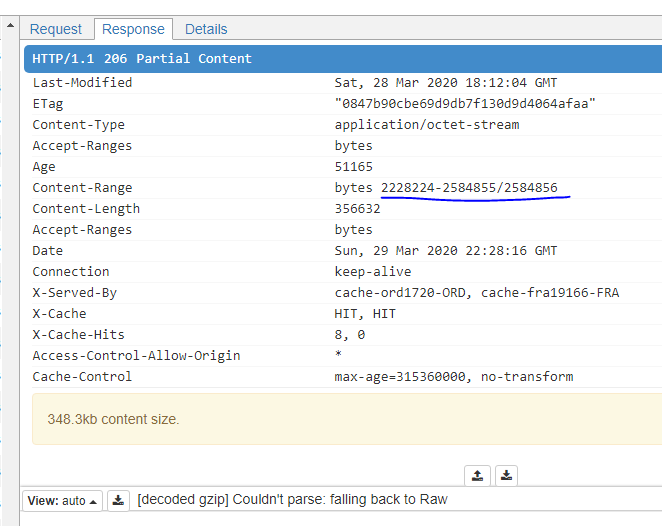 Request Response Details
HTTP/1.1 206 Partial Content
Last-Modified Sat, 28 Mar 2020 18:12:04 GMT
ETag "0847b90cbe69d9db7f130d9d4064afaa"
Content-Type application/octet-stream
Accept-Ranges bytes
Age 51165
Content-Range bytes 2228224-2584855/2584856
Content-Length 356632
Accept-Ranges bytes
Date Sun, 29 Mar 2020 22:28:16 GMT
Connection keep-alive
X-Served-By cache-ord1720-ORD, cache-fra19166-FRA
X-Cache HIT, HIT
X-Cache-Hits 8, 0
Access-Control-Allow-Origin *
Cache-Control max-age=315360000, no-transform
348.3kb content size.
View: auto [decoded gzip] Couldn't parse: falling back to Raw